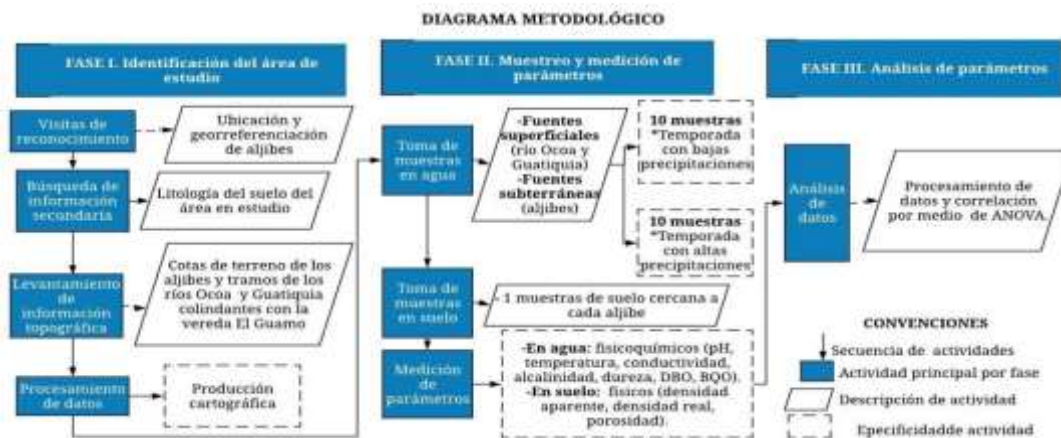 DIAGRAMA METODOLÓGICO
FASE I. Identificación del área de
estudio
Visitas de
reconocimiento
Ubicación y
georreferenciación
de aljibes
Búsqueda de
información
secundaria
Litología del suelo del
área en estudio
Levantamiento
de
información
topográfica
Cotas de terreno de los
aljibes y tramos de los
ríos Ocoa y Guatiquia
colindantes con la
vereda El Guamo
Procesamiento
de datos
Producción
cartográfica
FASE II. Muestreo y medición de
parámetros
Toma de
muestras
en agua
-Fuentes
superficiales
(río Ocoa y
Guatiquia)
-Fuentes
subterráneas
(aljibes)
10 muestras
*Temporada
con bajas
precipitaciones
10 muestras
*Temporada
con altas
precipitaciones
Toma de
muestras
en suelo
- 1 muestras de suelo cercana a
cada aljibe
Medición
de
parámetros
-En agua: fisicoquímicos (pH,
temperatura, conductividad,
alcalinidad, dureza, DBO, BQO).
-En suelo: físicos (densidad
aparente, densidad real,
porosidad).
FASE III. Análisis de parámetros
Análisis
de
datos
Procesamiento de
datos y correlación
por medio de ANOVA.
CONVENCIONES
Secuencia de actividades
Actividad principal por fase
Descripción de actividad
Epecificidadde actividad